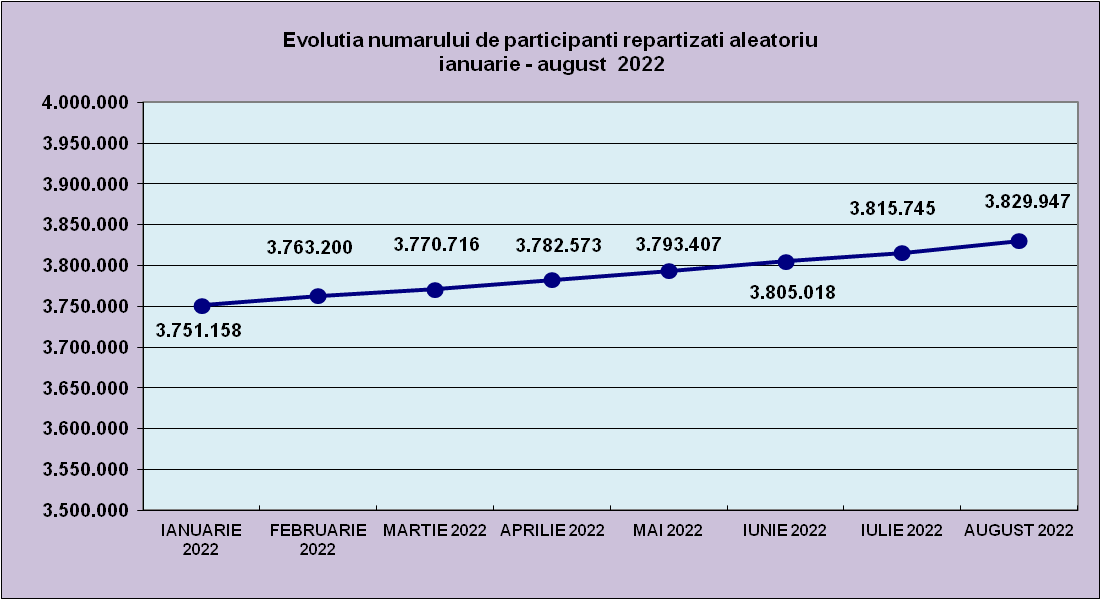 Evolutia numarului de participanti repartizati aleatoriu
ianuarie - august 2022
4.000.000
3.950.000
3.900.000
3.850.000
3.800.000
3.750.000
3.700.000
3.650.000
3.600.000
3.550.000
3.500.000
3.751.158
3.763.200
3.770.716
3.782.573
3.793.407
3.805.018
3.815.745
3.829.947
IANUARIE
2022
FEBRUARIE
2022
MARTIE 2022
APRILIE 2022
MAI 2022
IUNIE 2022
IULIE 2022
AUGUST 2022